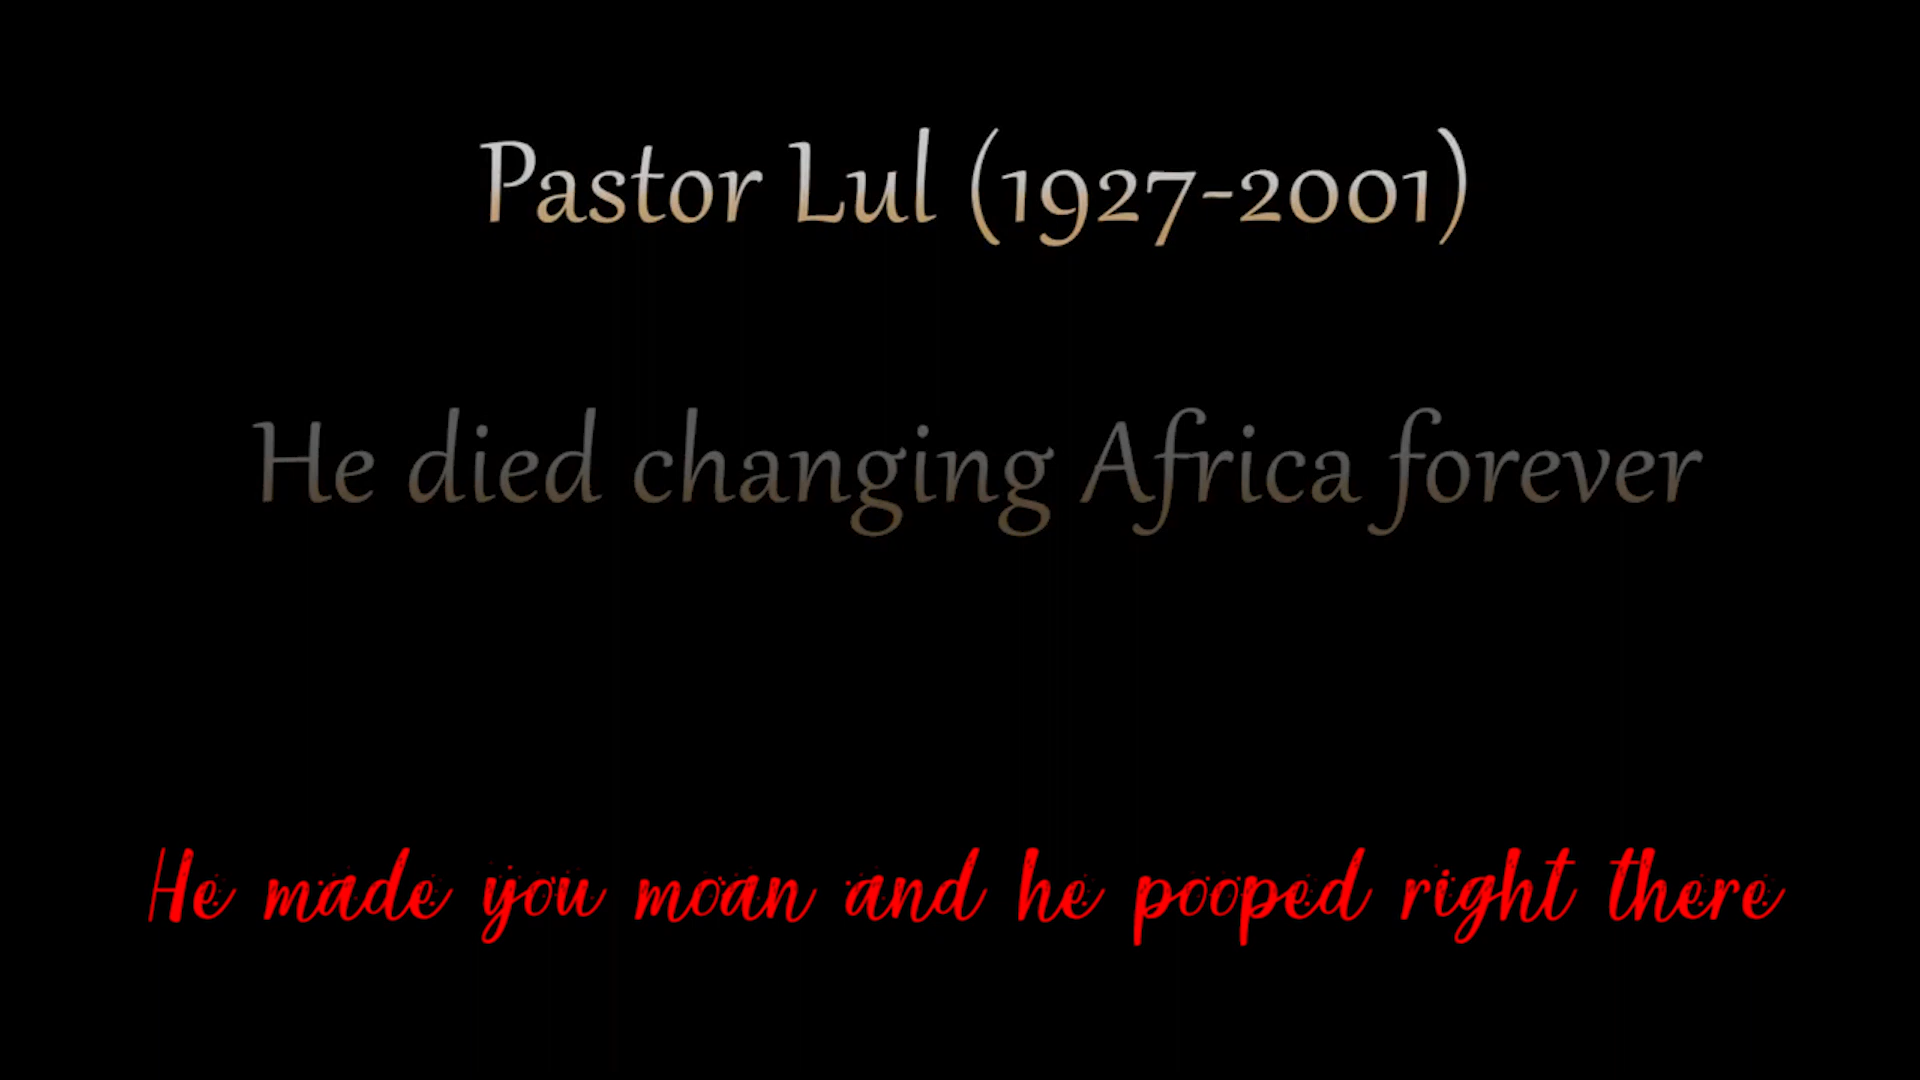 Pastor Lul (1927-2001)
He died changing Africa forever
He made you moan and he pooped right there